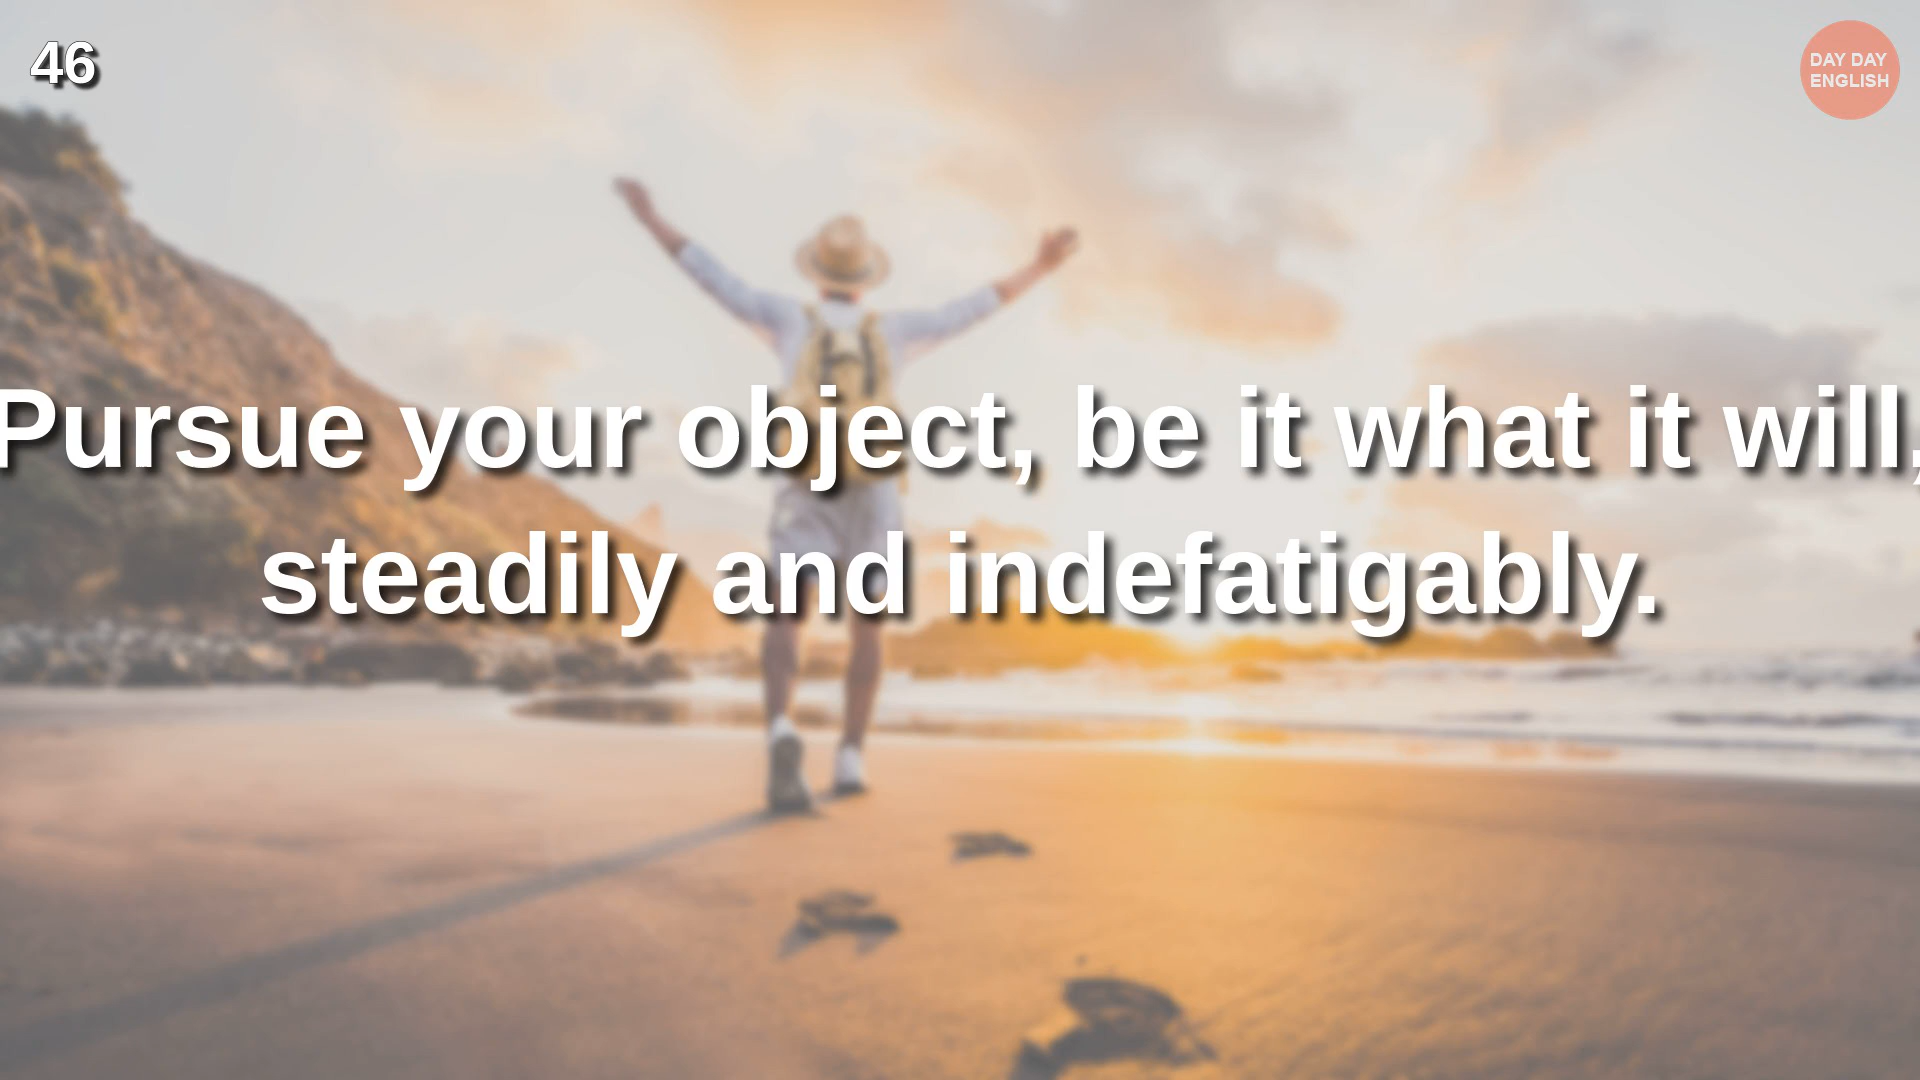 46
DAY DAY
ENGLISH
Pursue your object, be it what it will,
steadily and indefatigably.